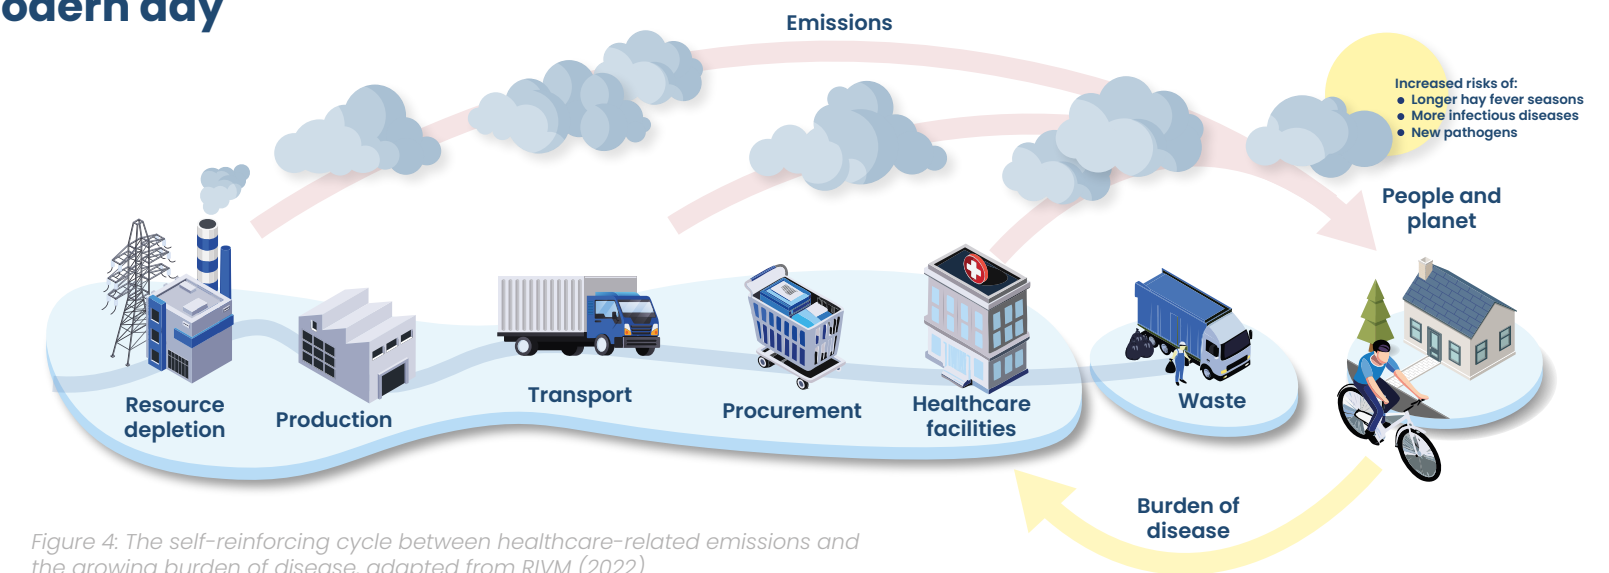 odern day
Emissions
Increased risks of:
• Longer hay fever seasons
• More infectious diseases
• New pathogens
People and
planet
Resource
depletion
Production
Transport
Procurement
Healthcare
facilities
Waste
Burden of
disease
Figure 4: The self-reinforcing cycle between healthcare-related emissions and
the growing burden of disease, adapted from RIVM (2022)